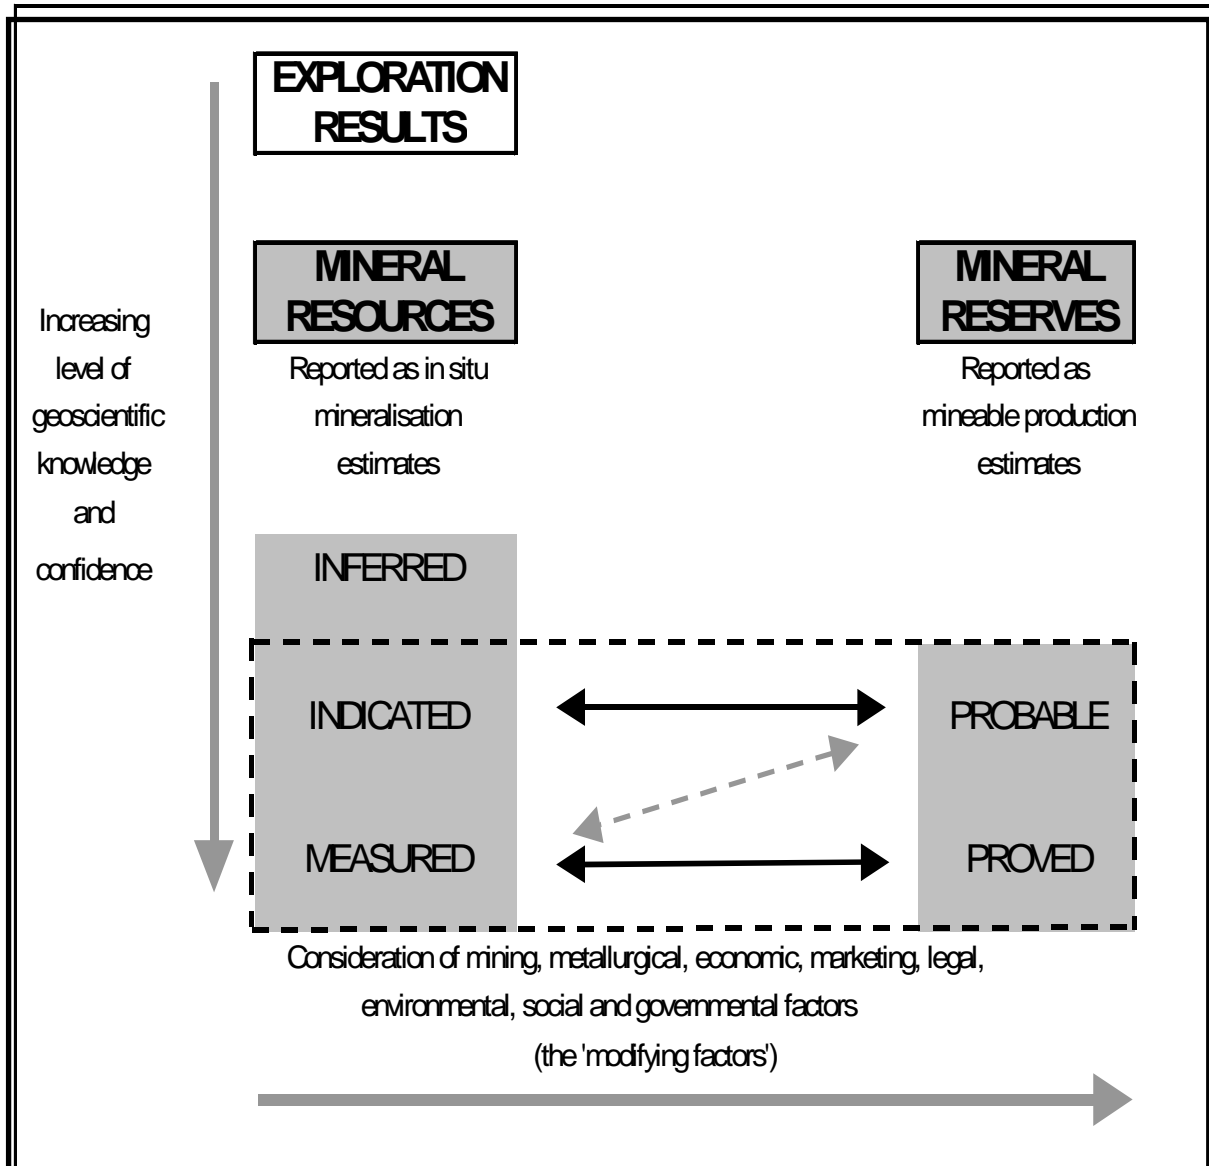 EXPLORATION
RESULTS
MINERAL
RESOURCES
Reported as in situ
mineralisation
estimates
MINERAL
RESERVES
Reported as
mineable production
estimates
Increasing
level of
geoscientific
knowledge
and
confidence
INFERRED
INDICATED
PROBABLE
MEASURED
PROVED
Consideration of mining, metallurgical, economic, marketing, legal,
environmental, social and governmental factors
(the 'modifying factors')